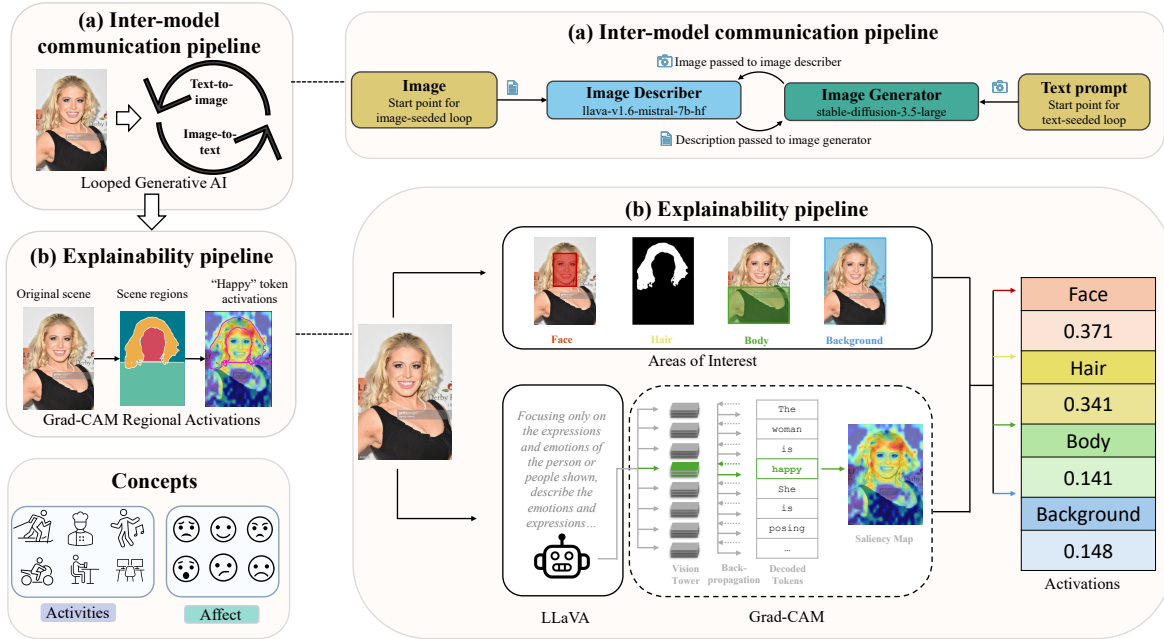 (a) Inter-model
communication pipeline
Text-to-
image
Image-to-
text
Looped Generative AI
(a) Inter-model communication pipeline
Image passed to image describer
Image
Start point for
image-seeded loop
Image Describer
llava-v1.6-mistral-7b-hf
Image Generator
stable-diffusion-3.5-large
Text prompt
Start point for
text-seeded loop
Description passed to image generator
(b) Explainability pipeline
Original scene
Scene regions
“Happy” token
activations
Grad-CAM Regional Activations
Concepts
Activities
Affect
(b) Explainability pipeline
Face
Hair
Body
Background
Areas of Interest
Focusing only on
the expressions
and emotions of
the person or
people shown,
describe the
emotions and
expressions…
LLaVA
The
woman
is
happy
She
is
posing
…
Vision
Tower
Back-
propagation
Decoded
Tokens
Saliency Map
Grad-CAM
Face
0.371
Hair
0.341
Body
0.141
Background
0.148
Activations